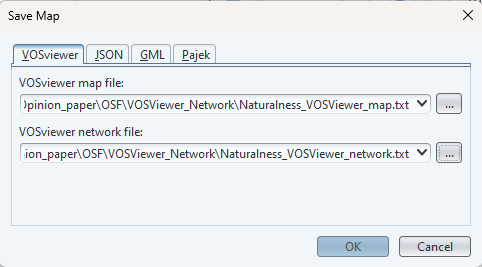 Save Map
VOSviewer JSON GML Pajek
VOSviewer map file:
pinion_paper\OSF\VOSViewer_Network\Naturalness_VOSViewer_map.txt ...
VOSviewer network file:
ion_paper\OSF\VOSViewer_Network\Naturalness_VOSViewer_network.txt ...
OK Cancel